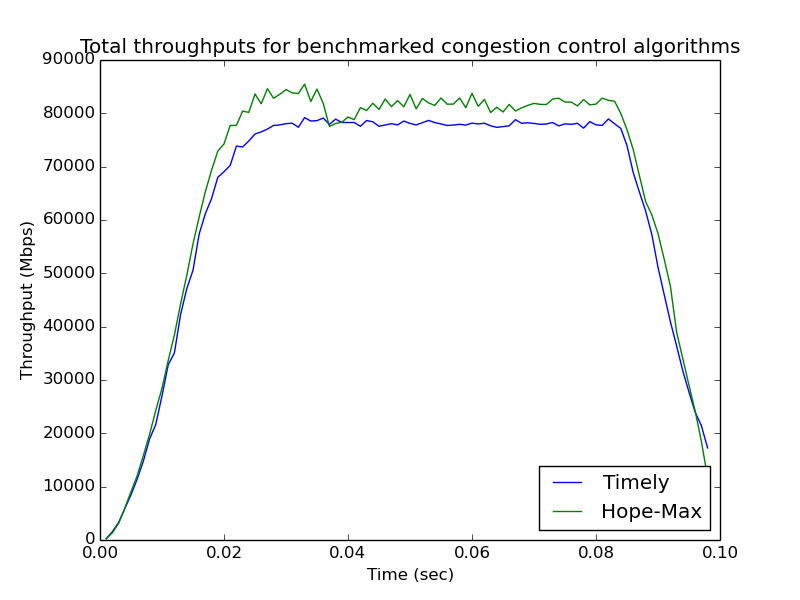 Total throughputs for benchmarked congestion control algorithms
90000
80000
70000
60000
50000
40000
30000
20000
10000
0
Throughput (Mbps)
0.00 0.02 0.04 0.06 0.08 0.10
Time (sec)
Timely
Hope-Max